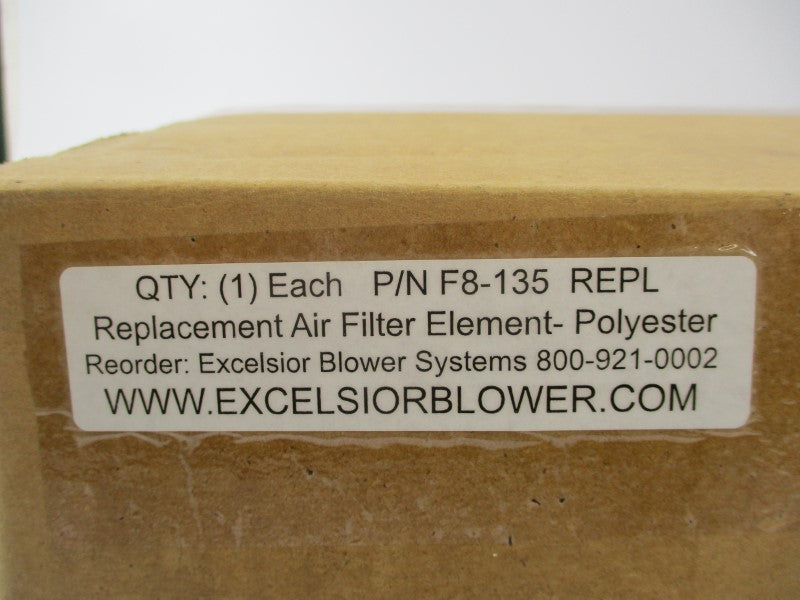 QTY: (1) Each P/N F8-135 REPL
Replacement Air Filter Element- Polyester
Reorder: Excelsior Blower Systems 800-921-0002
WWW.EXCELSIORBLOWER.COM